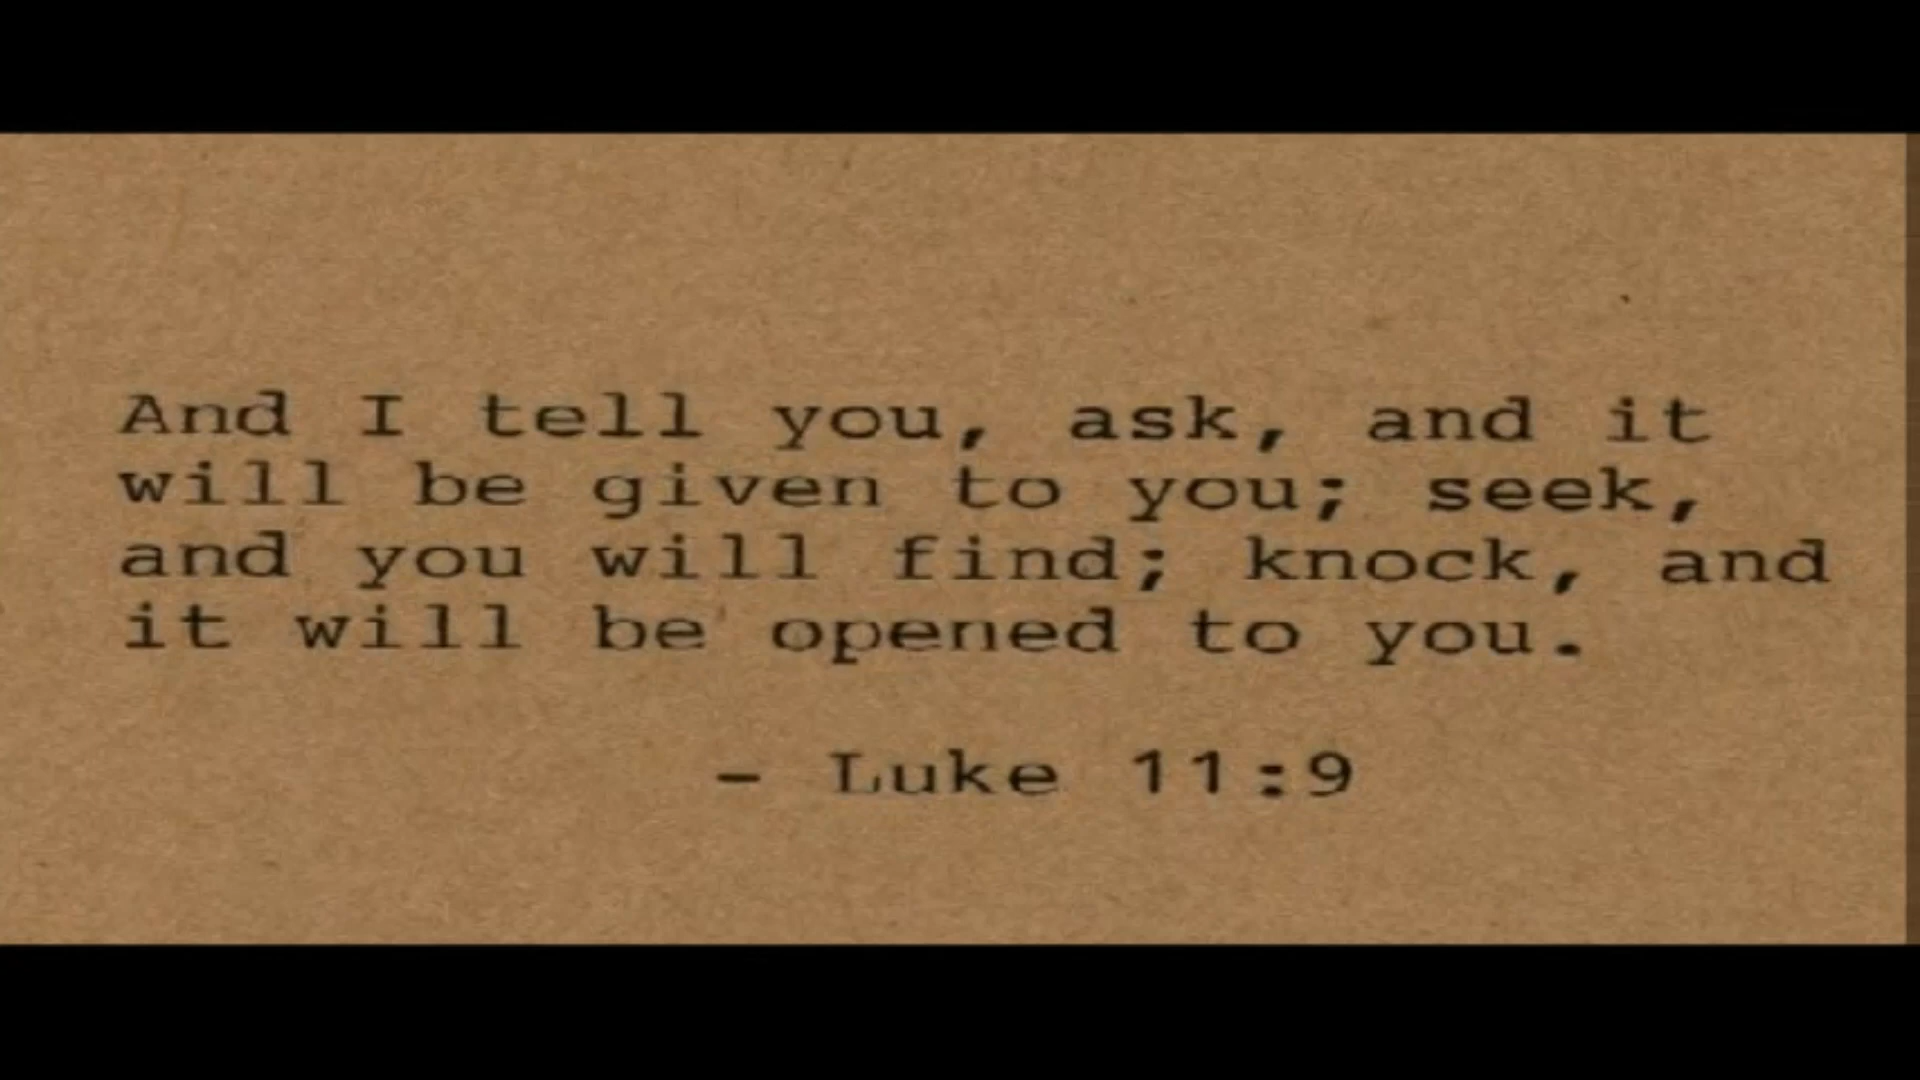 And I tell you, ask, and it
will be given to you; seek,
and you will find; knock, and
it will be opened to you.
- Luke 11:9